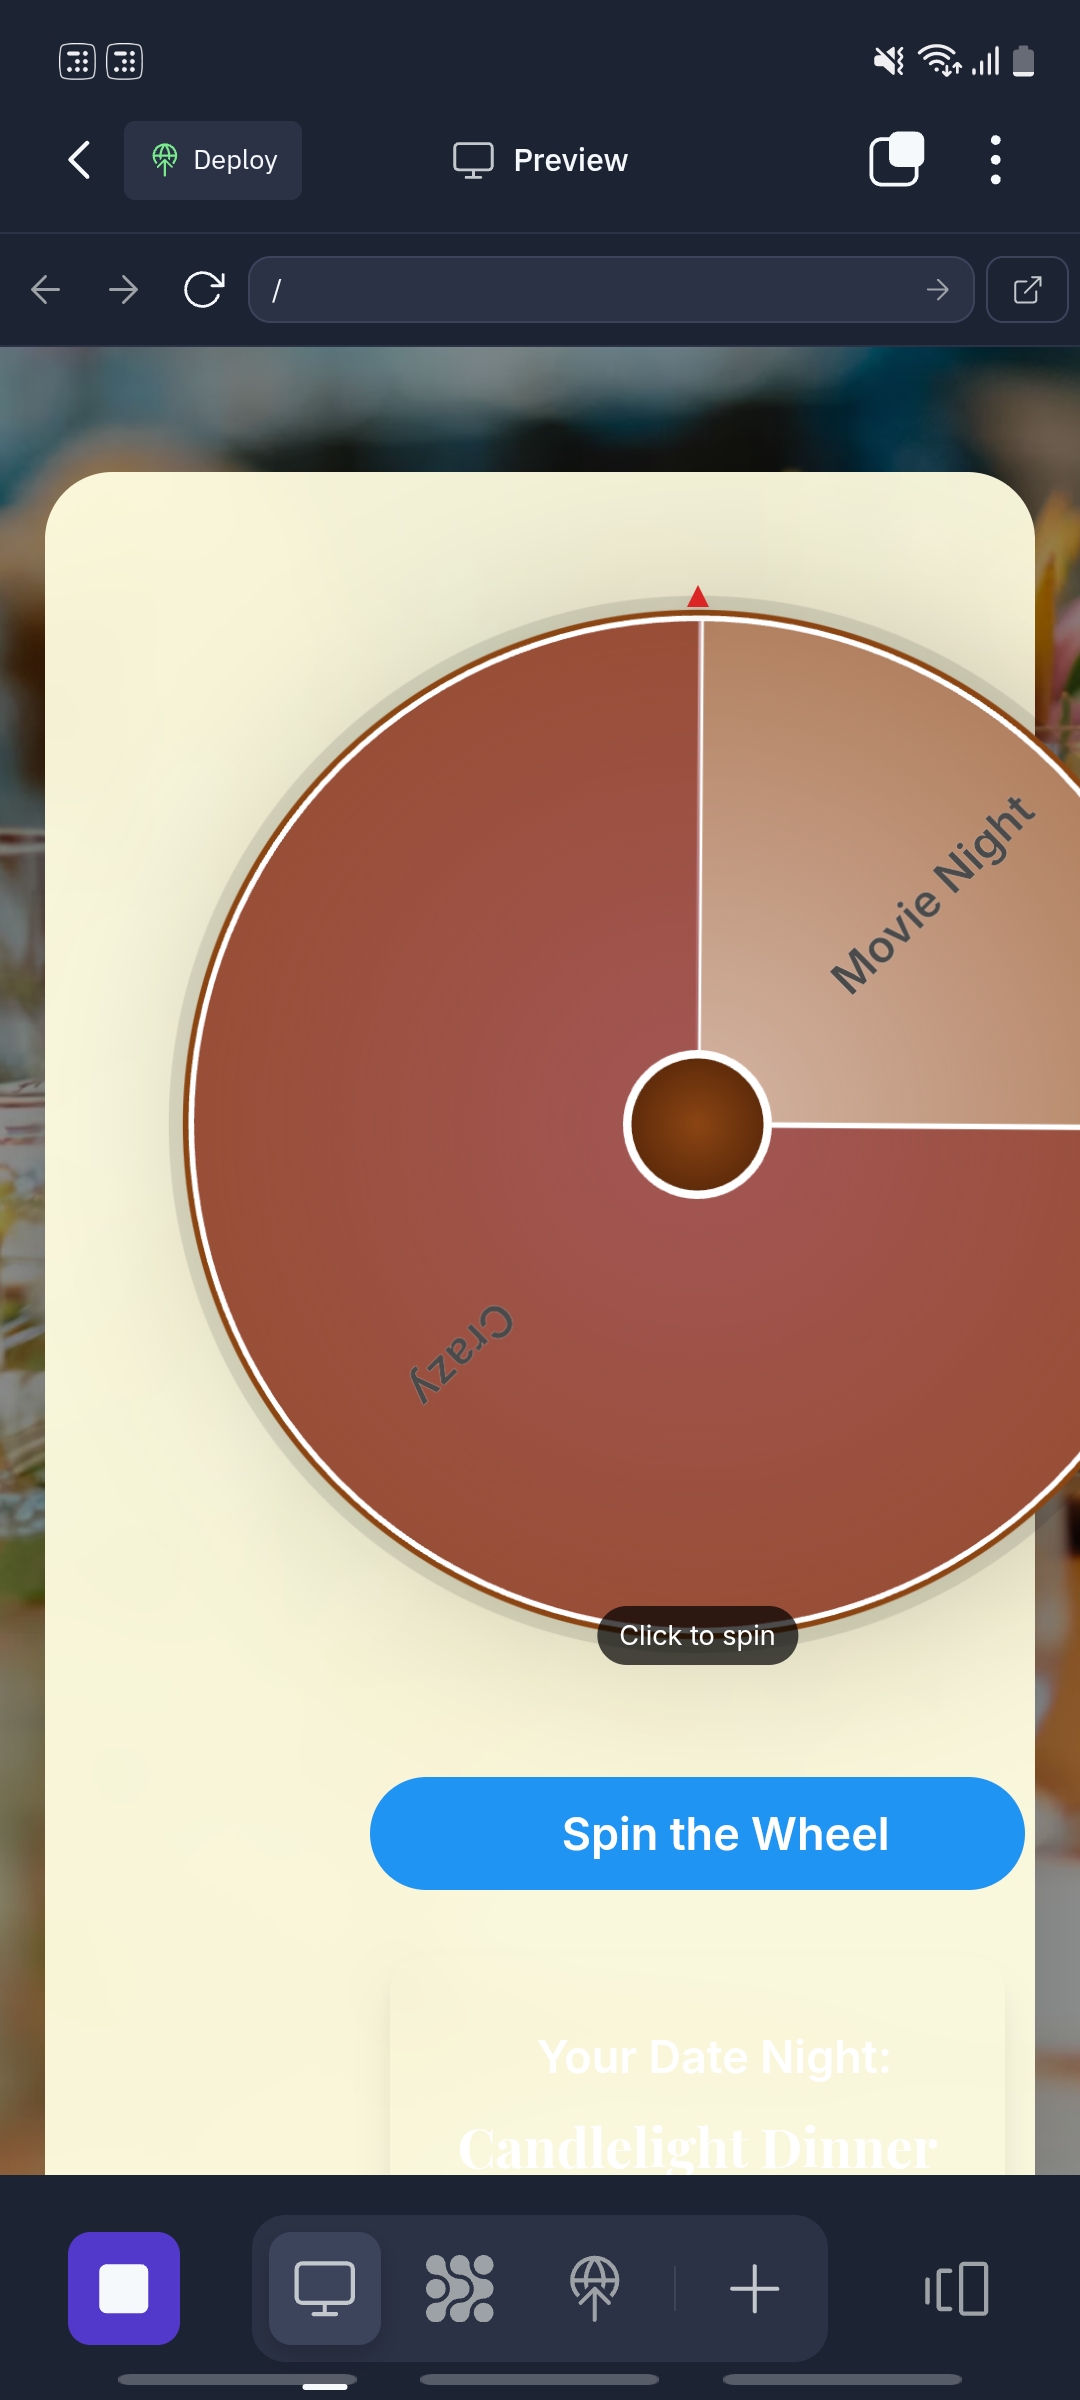 Deploy
Preview
/
Movie Night
Crazy
Click to spin
Spin the Wheel
Your Date Night:
Candlelight Dinner